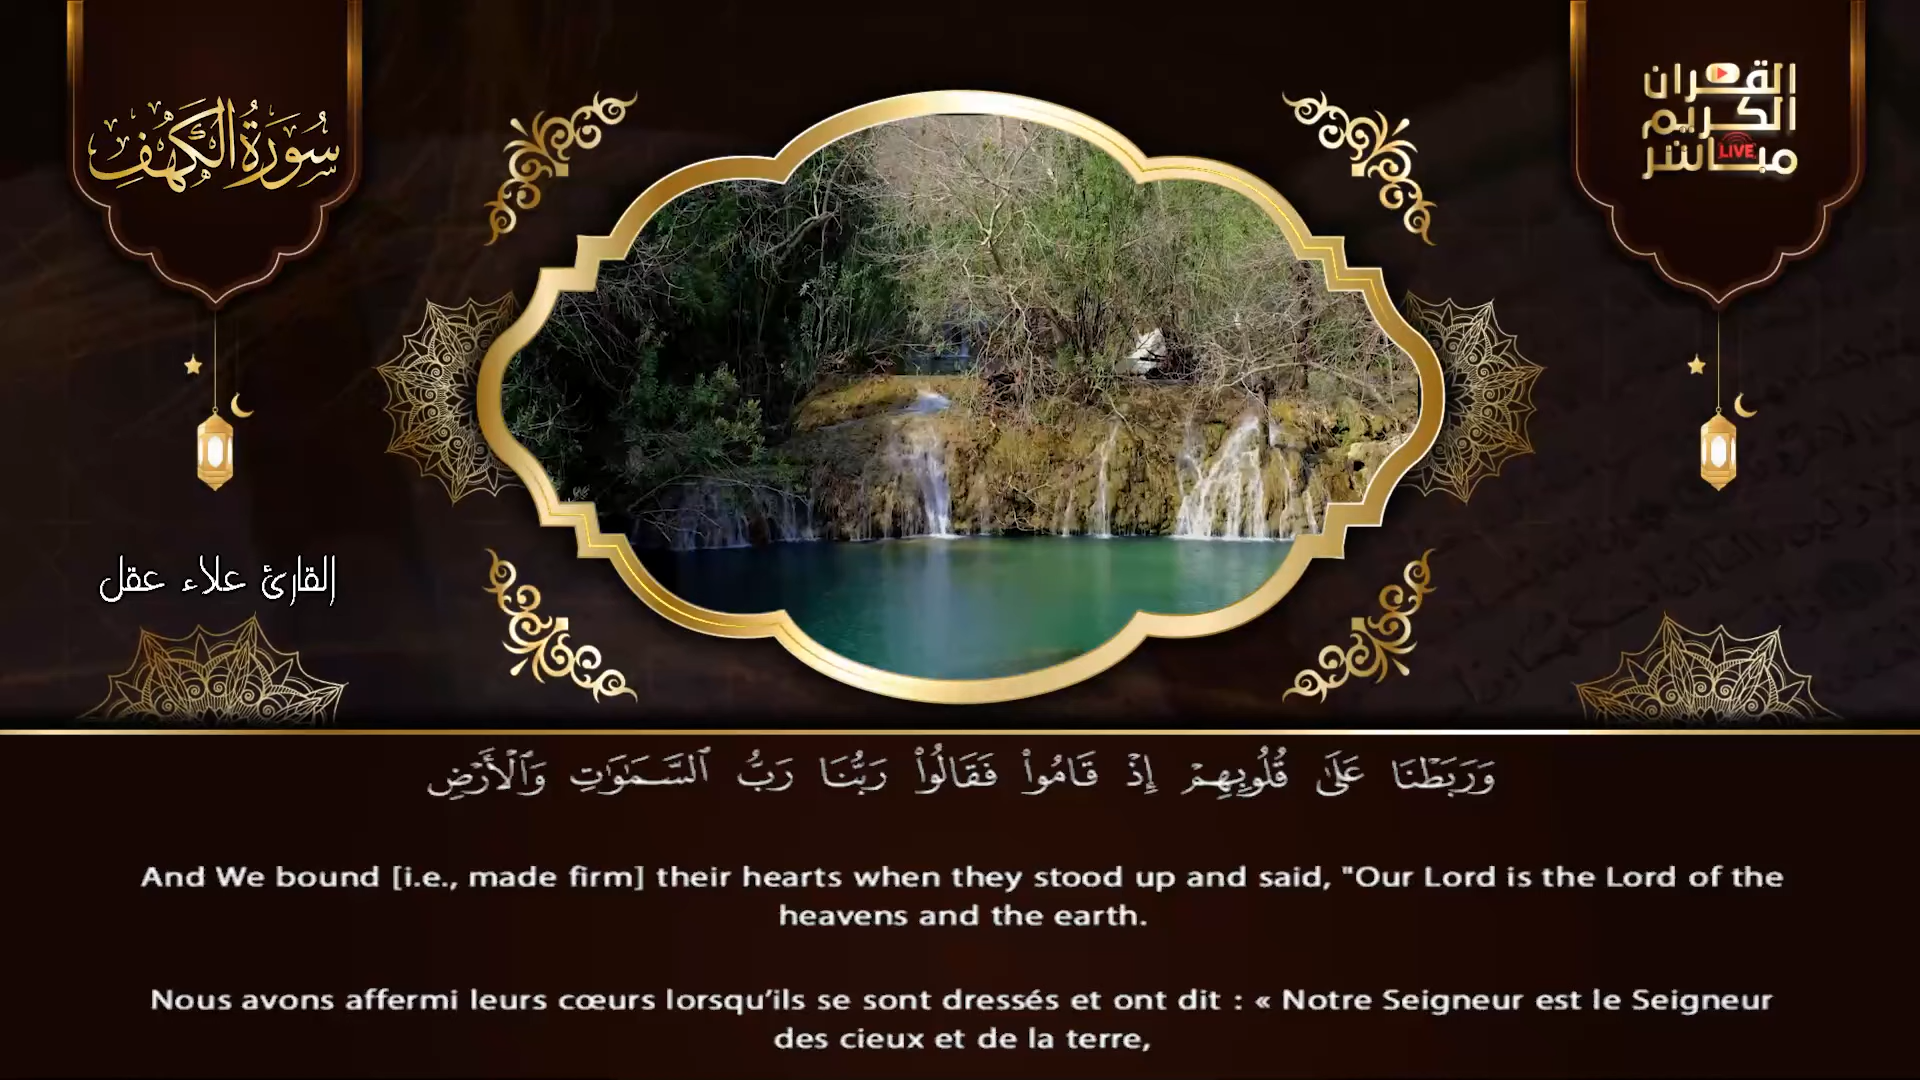 سُورَةُ الكَهْفِ
القرآن
الكريم
مباشر
LIVE
القارئ علاء عقل
وَرَبَطْنَا عَلَىٰ قُلُوبِهِمْ إِذْ قَامُوا۟ فَقَالُوا۟ رَبُّنَا رَبُّ ٱلسَّمَـٰوَٰتِ وَٱلْأَرْضِ
And We bound [i.e., made firm] their hearts when they stood up and said, "Our Lord is the Lord of the
heavens and the earth.
Nous avons affermi leurs cœurs lorsqu’ils se sont dressés et ont dit : « Notre Seigneur est le Seigneur
des cieux et de la terre,